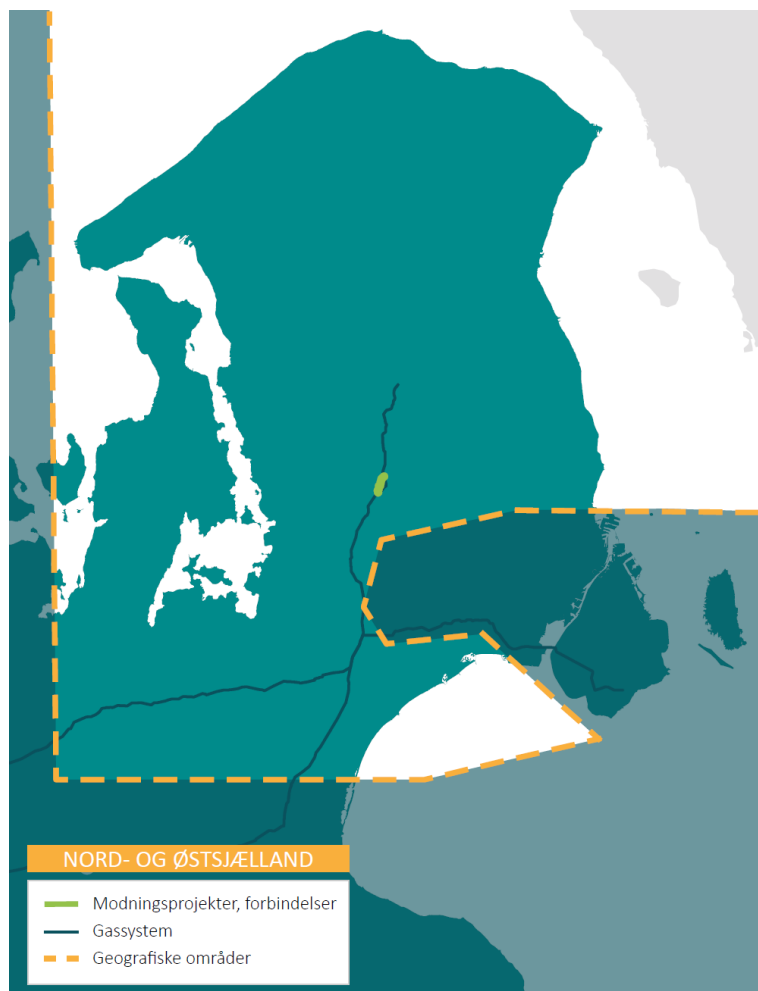 NORD- OG ØSTSJÆLLAND
Modningsprojekter, forbindelser
Gassystem
Geografiske områder